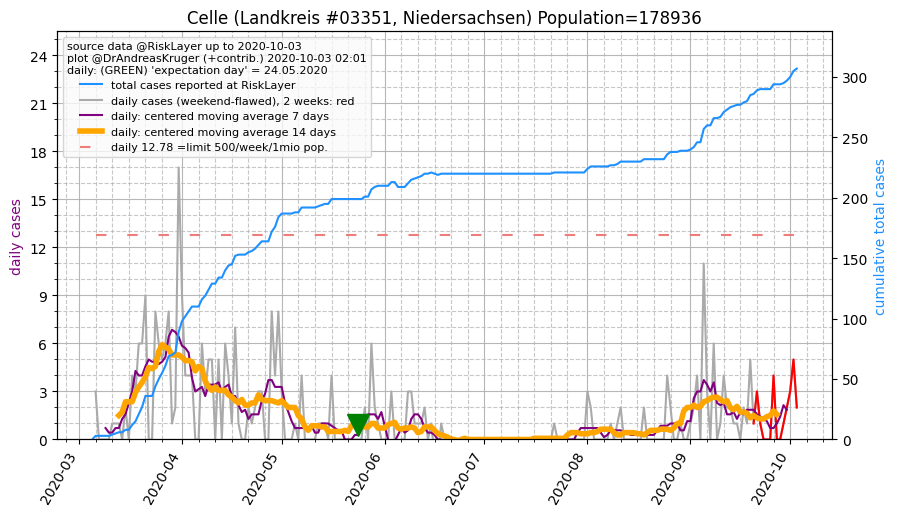 Celle (Landkreis #03351, Niedersachsen) Population=178936
source data @RiskLayer up to 2020-10-03
plot @DrAndreasKruger (+contrib.) 2020-10-03 02:01
daily: (GREEN) 'expectation day' = 24.05.2020
total cases reported at RiskLayer
daily cases (weekend-flawed), 2 weeks: red
daily: centered moving average 7 days
daily: centered moving average 14 days
daily 12.78 =limit 500/week/1mio pop.
daily cases
24
21
18
15
12
9
6
3
0
300
250
200
150
100
50
0
cumulative total cases
2020-03
2020-04
2020-05
2020-06
2020-07
2020-08
2020-09
2020-10